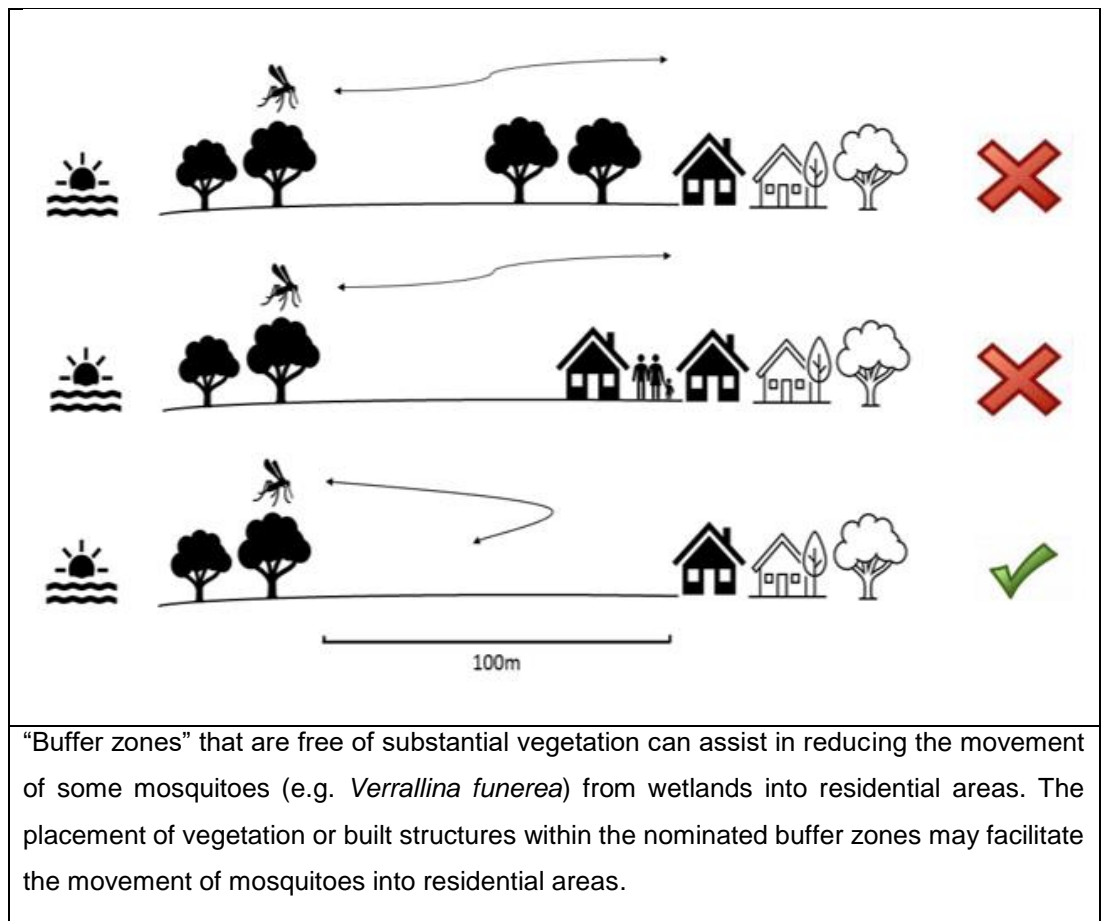 100m
“Buffer zones” that are free of substantial vegetation can assist in reducing the movement
of some mosquitoes (e.g. Verrallina funerea) from wetlands into residential areas. The
placement of vegetation or built structures within the nominated buffer zones may facilitate
the movement of mosquitoes into residential areas.